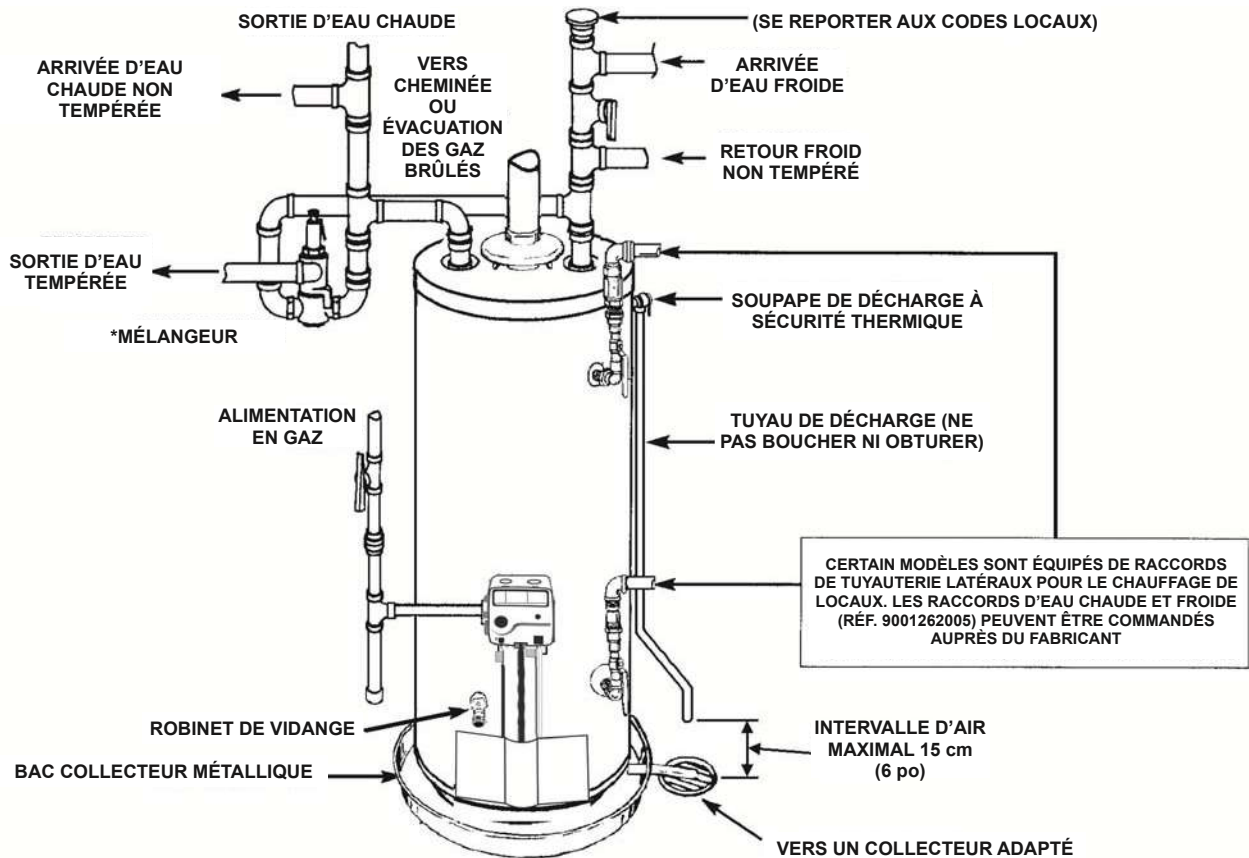 SORTIE D’EAU CHAUDE
(SE REPORTER AUX CODES LOCAUX)
ARRIVÉE D’EAU
CHAUDE NON
TEMPÉRÉE
VERS
CHEMINÉE
OU
ÉVACUATION
DES GAZ
BRÛLÉS
ARRIVÉE
D’EAU FROIDE
RETOUR FROID
NON TEMPÉRÉ
SORTIE D’EAU
TEMPÉRÉE
*MÉLANGEUR
SOUPAPE DE DÉCHARGE À
SÉCURITÉ THERMIQUE
ALIMENTATION
EN GAZ
TUYAU DE DÉCHARGE (NE
PAS BOUCHER NI OBTURER)
CERTAIN MODÈLES SONT ÉQUIPÉS DE RACCORDS
DE TUYAUTERIE LATÉRAUX POUR LE CHAUFFAGE DE
LOCAUX. LES RACCORDS D’EAU CHAUDE ET FROIDE
(RÉF. 9001262005) PEUVENT ÊTRE COMMANDÉS
AUPRÈS DU FABRICANT
ROBINET DE VIDANGE
BAC COLLECTEUR MÉTALLIQUE
INTERVALLE D’AIR
MAXIMAL 15 cm
(6 po)
VERS UN COLLECTEUR ADAPTÉ